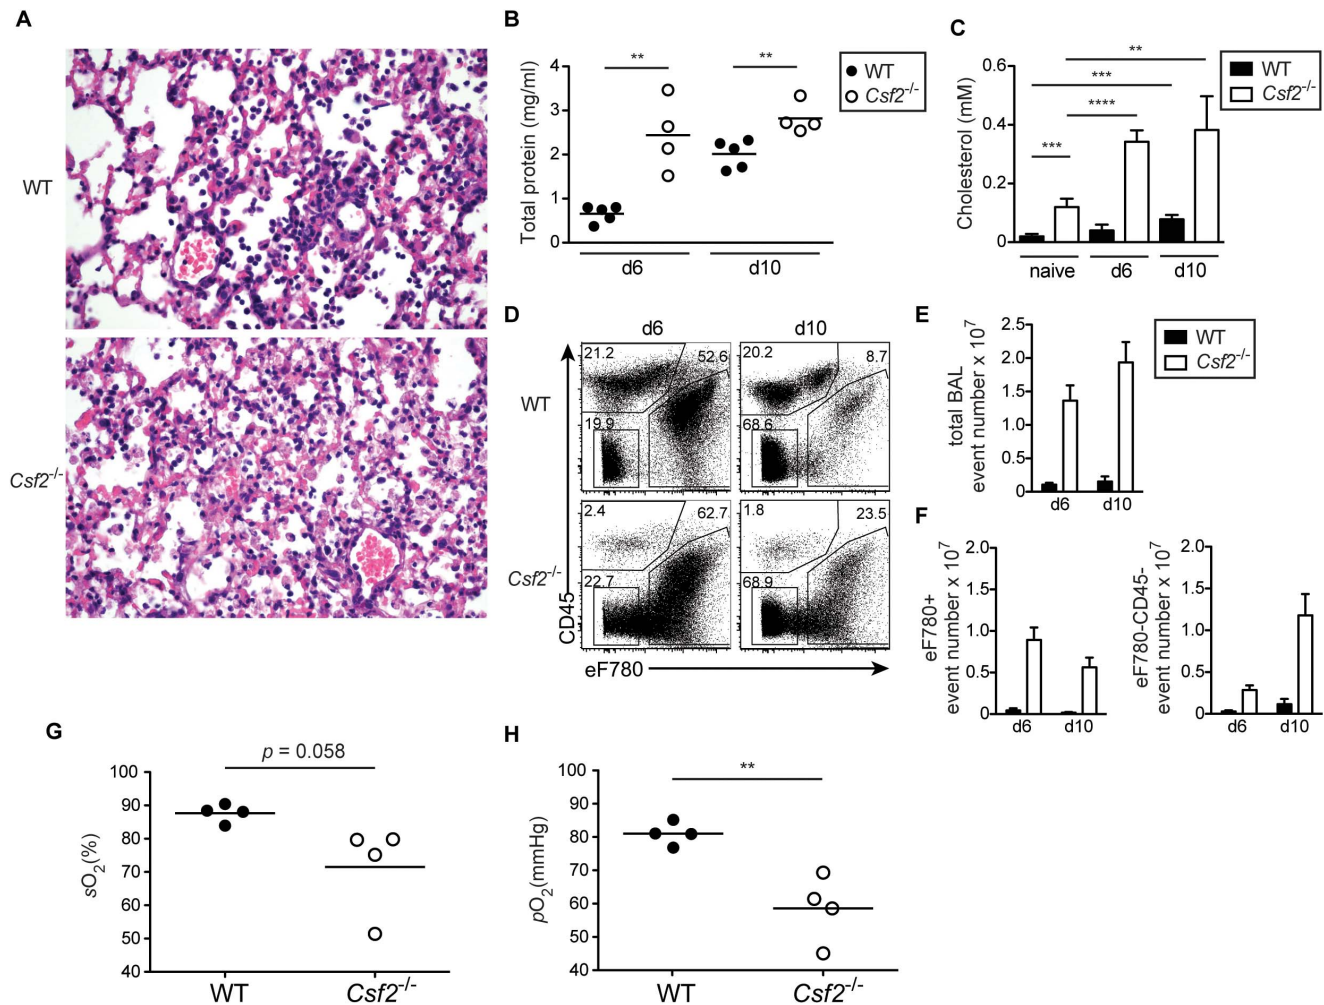 A
WT
Csf2-/-
B
Total protein (mg/ml)
4
3
2
1
0
**
**
d6
d10
WT
Csf2-/-
C
Cholesterol (mM)
0.6
0.4
0.2
0
**
***
****
***
naive
d6
d10
WT
Csf2-/-
D
d6
d10
WT
21.2
52.6
19.9
20.2
8.7
68.6
Csf2-/-
2.4
62.7
22.7
1.8
23.5
68.9
CD45
eF780
E
total BAL
event number x 10^7
2.5
2.0
1.5
1.0
0.5
0
d6
d10
WT
Csf2-/-
F
eF780+
event number x 10^7
2.0
1.5
1.0
0.5
0
d6
d10
eF780-CD45-
event number x 10^7
2.0
1.5
1.0
0.5
0
d6
d10
G
p = 0.058
sO2(%)
100
90
80
70
60
50
40
WT
Csf2-/-
H
**
pO2(mmHg)
100
90
80
70
60
50
40
WT
Csf2-/-